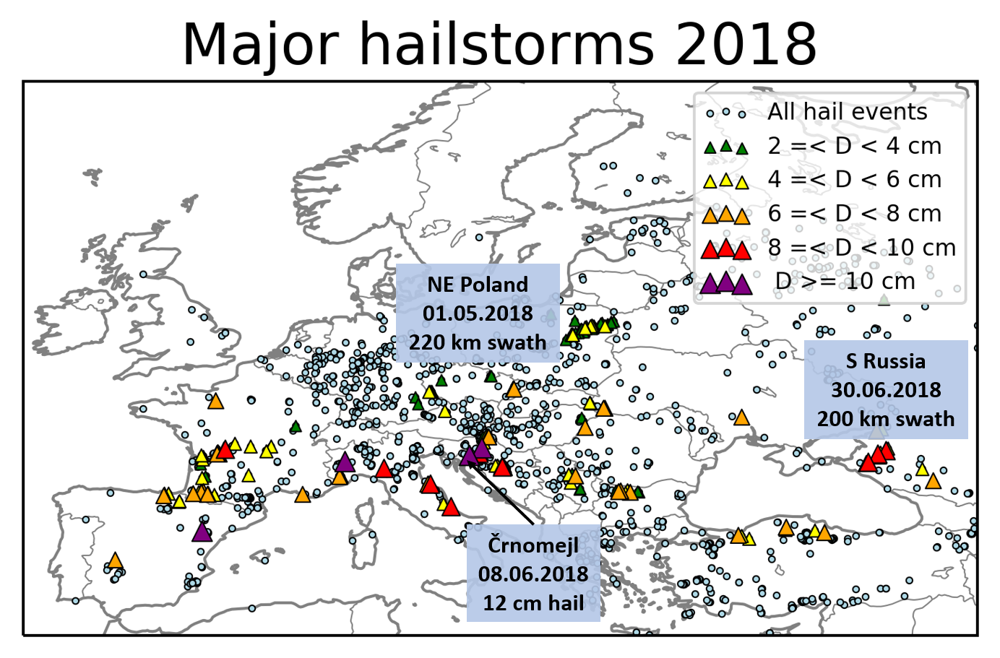 Major hailstorms 2018
All hail events
2 =< D < 4 cm
4 =< D < 6 cm
6 =< D < 8 cm
8 =< D < 10 cm
D >= 10 cm
NE Poland
01.05.2018
220 km swath
S Russia
30.06.2018
200 km swath
Črnomejl
08.06.2018
12 cm hail